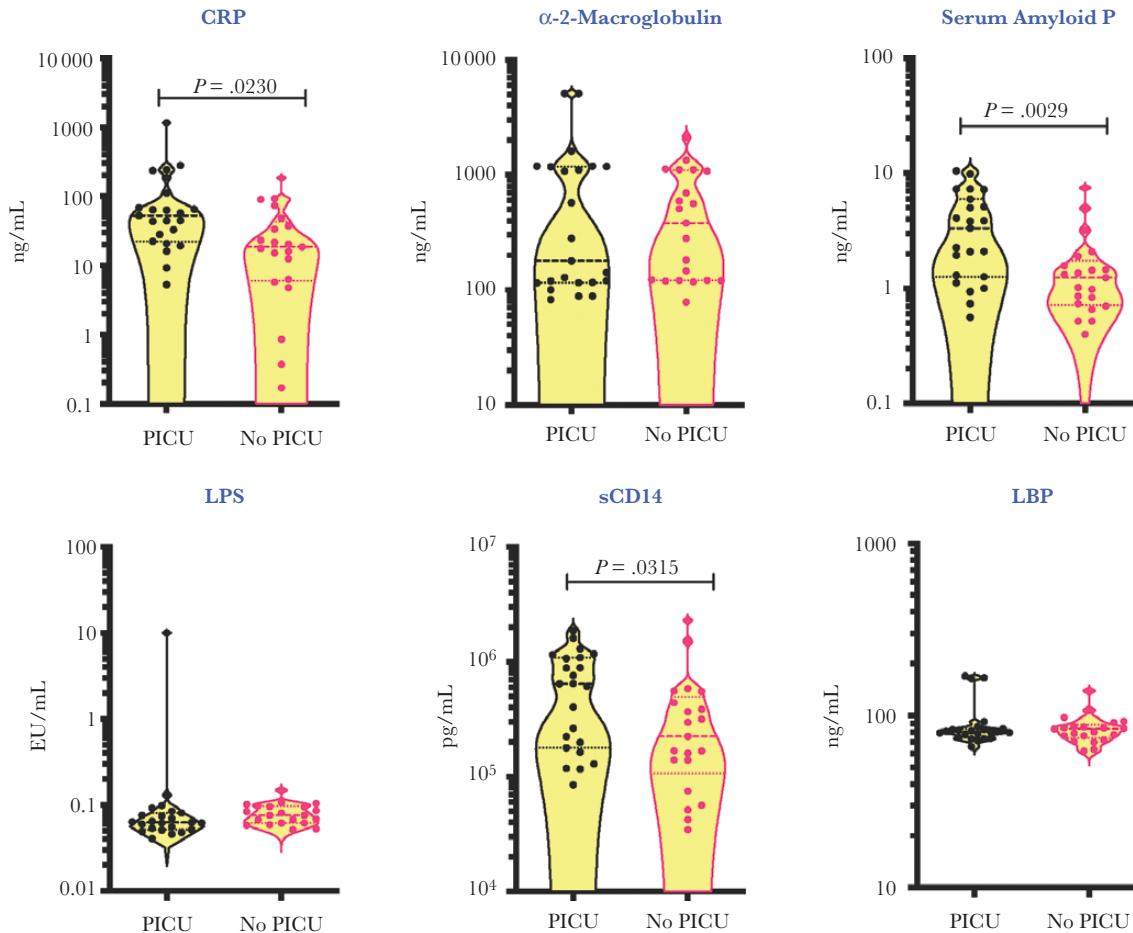 CRP
10 000
1000
100
10
1
0.1
ng/mL
P = .0230
PICU
No PICU
α-2-Macroglobulin
10 000
1000
100
10
ng/mL
PICU
No PICU
Serum Amyloid P
100
10
1
0.1
ng/mL
P = .0029
PICU
No PICU
LPS
100
10
1
0.1
0.01
EU/mL
PICU
No PICU
sCD14
10⁷
10⁶
10⁵
10⁴
pg/mL
P = .0315
PICU
No PICU
LBP
1000
100
10
ng/mL
PICU
No PICU